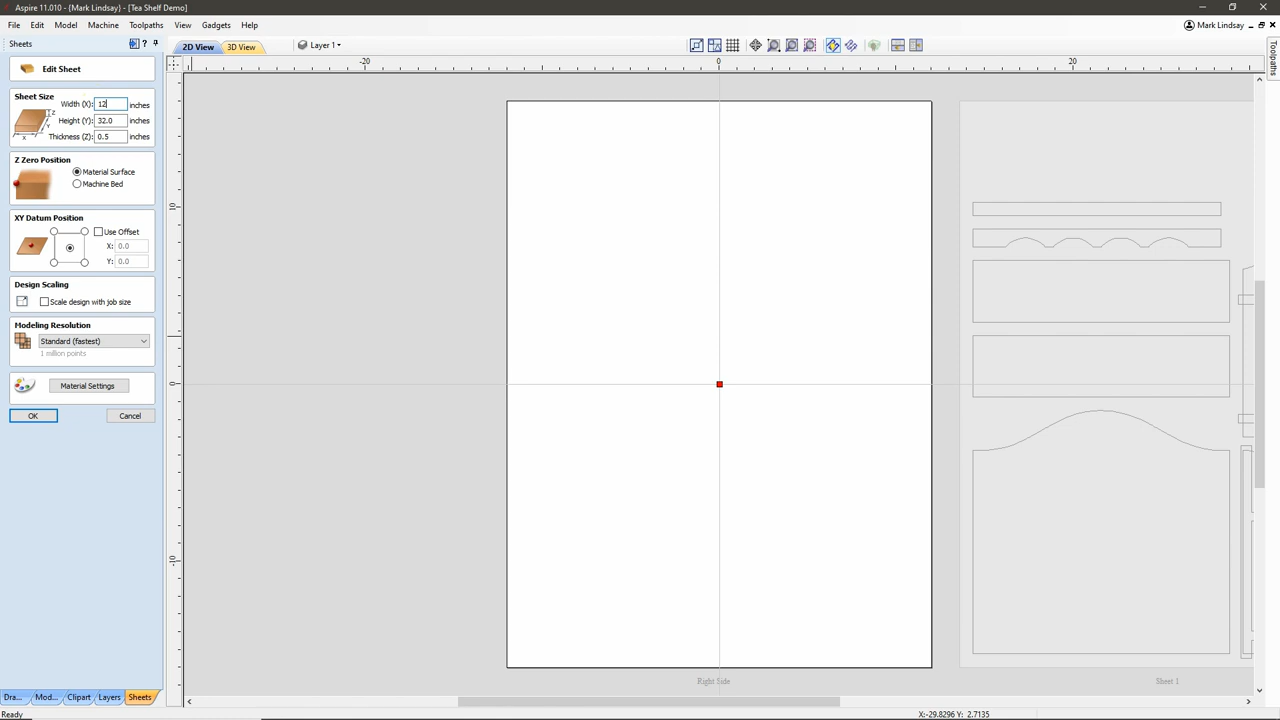 Aspire 11.010 - (Mark Lindsay) - [Tea Shelf Demo]
File Edit Model Machine Toolpaths View Gadgets Help
Mark Lindsay
Sheets
2D View 3D View Layer 1
-20 0 20
Edit Sheet
Sheet Size
Width (X): 12 inches
Height (Y): 32.0 inches
Thickness (Z): 0.5 inches
Z Zero Position
Material Surface
Machine Bed
XY Datum Position
Use Offset
X: 0.0
Y: 0.0
Design Scaling
Scale design with job size
Modeling Resolution
Standard (fastest)
1 million points
Material Settings
OK Cancel
10
0
-10
Toolpaths
Right Side Sheet 1
Dra... Mod... Clipart Layers Sheets
Ready X:-29.8296 Y: 2.7135